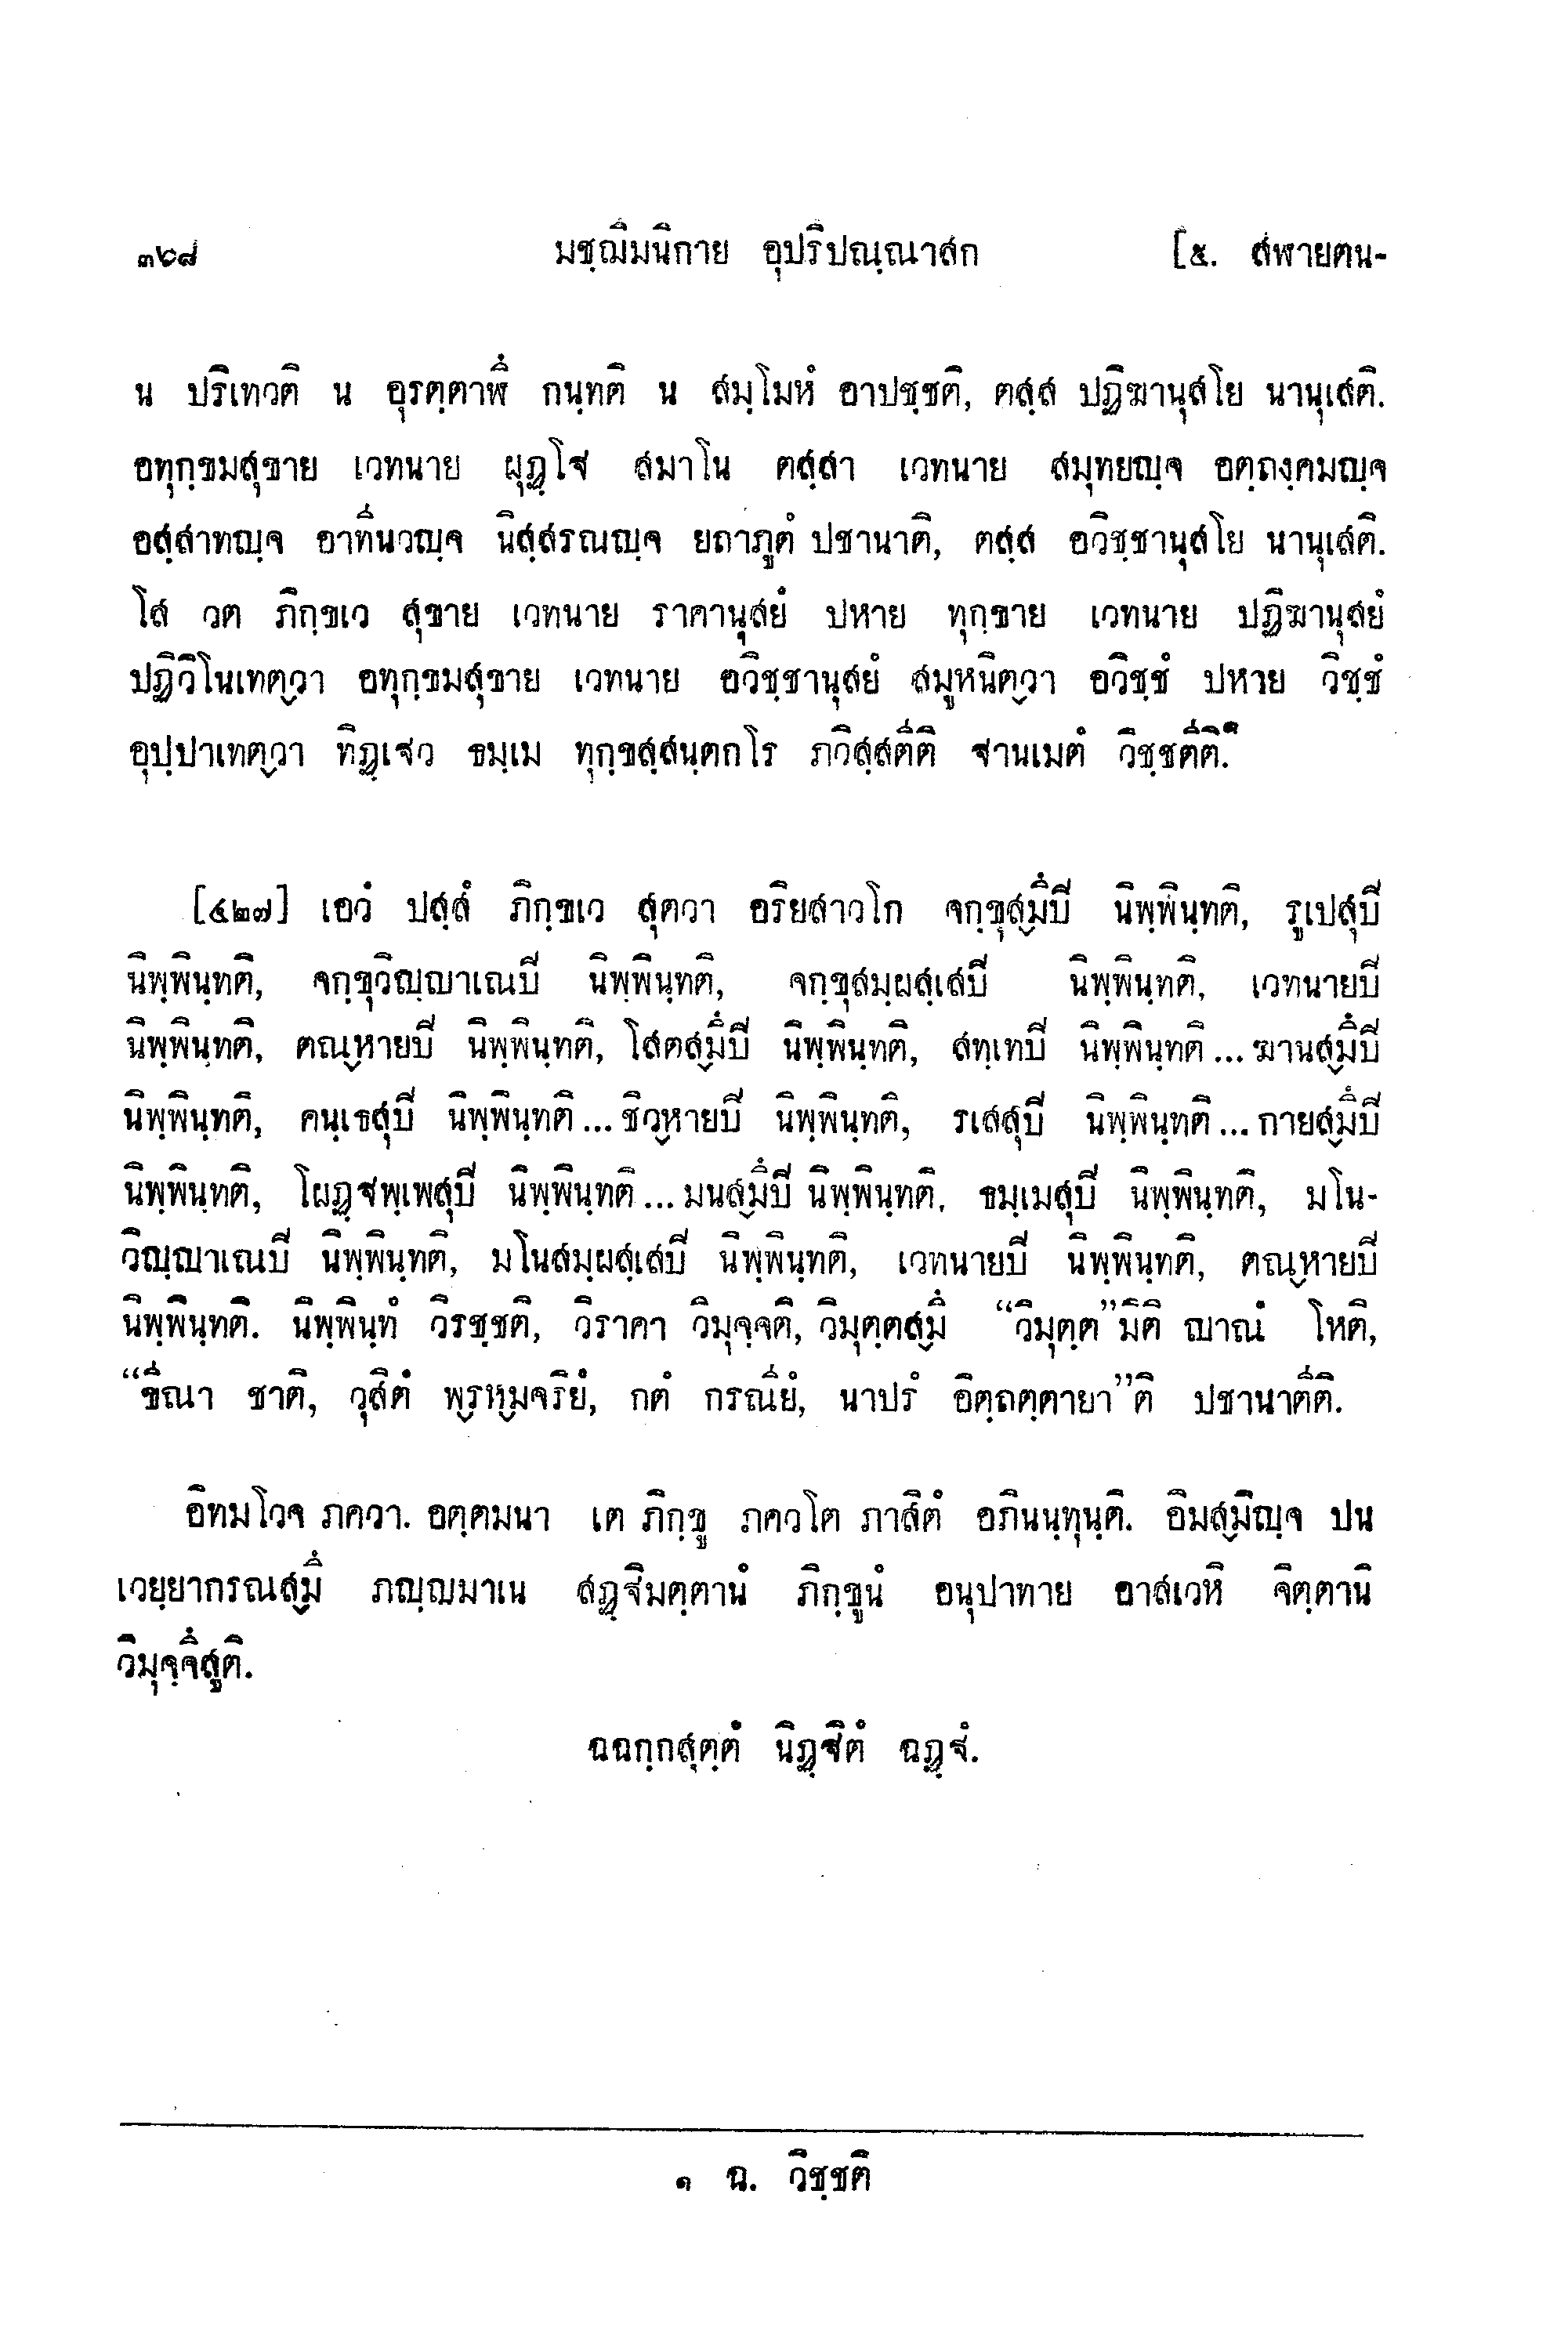 ๓๖๘ มชฺฌิมนิกาย อุปริปณฺณาสก [๕. สฬายตน-
น ปริเทวติ น อุรตฺตาฬึ กนฺทติ น สมฺโมหํ อาปชฺชติ, ตสฺส ปฏิฆานุสโย นานุเสติ.
อทุกฺขมสุขาย เวทนาย ผุฏฺโฐ สมาโน ตสฺสา เวทนาย สมุทยญฺจ อตฺถงฺคมญฺจ
อสฺสาทญฺจ อาทีนวญฺจ นิสฺสรณญฺจ ยถาภูตํ ปชานาติ, ตสฺส อวิชฺชานุสโย นานุเสติ.
โส วต ภิกฺขเว สุขาย เวทนาย ราคานุสยํ ปหาย ทุกฺขาย เวทนาย ปฏิฆานุสยํ
ปฏิวิโนเทตฺวา อทุกฺขมสุขาย เวทนาย อวิชฺชานุสยํ สมูหนิตฺวา อวิชฺชํ ปหาย วิชฺชํ
อุปฺปาเทตฺวา ทิฏฺเฐว ธมฺเม ทุกฺขสฺสนฺตกโร ภวิสฺสตีติ ฐานเมตํ วิชฺชตีติ.๑
[๔๒๗] เอวํ ปสฺสํ ภิกฺขเว สุตวา อริยสาวโก จกฺขุสฺมึปิ นิพฺพินฺทติ, รูเปสุปิ
นิพฺพินฺทติ, จกฺขุวิญฺญาเณปิ นิพฺพินฺทติ, จกฺขุสมฺผสฺเสปิ นิพฺพินฺทติ, เวทนายปิ
นิพฺพินฺทติ, ตณฺหายปิ นิพฺพินฺทติ, โสตสฺมึปิ นิพฺพินฺทติ, สทฺเทปิ นิพฺพินฺทติ...ฆานสฺมึปิ
นิพฺพินฺทติ, คนฺเธสุปิ นิพฺพินฺทติ...ชิวฺหายปิ นิพฺพินฺทติ, รเสสุปิ นิพฺพินฺทติ...กายสฺมึปิ
นิพฺพินฺทติ, โผฏฺฐพฺเพสุปิ นิพฺพินฺทติ...มนสฺมึปิ นิพฺพินฺทติ, ธมฺเมสุปิ นิพฺพินฺทติ, มโน-
วิญฺญาเณปิ นิพฺพินฺทติ, มโนสมฺผสฺเสปิ นิพฺพินฺทติ, เวทนายปิ นิพฺพินฺทติ, ตณฺหายปิ
นิพฺพินฺทติ. นิพฺพินฺทํ วิรชฺชติ, วิราคา วิมุจฺจติ, วิมุตฺตสฺมึ “วิมุตฺต”มิติ ญาณํ โหติ,
“ขีณา ชาติ, วุสิตํ พฺรหฺมจริยํ, กตํ กรณียํ, นาปรํ อิตฺถตฺตายา”ติ ปชานาตีติ.
อิทมโวจ ภควา. อตฺตมนา เต ภิกฺขู ภควโต ภาสิตํ อภินนฺทุนฺติ. อิมสฺมิญฺจ ปน
เวยฺยากรณสฺมึ ภญฺญมาเน สฏฺฐิมตฺตานํ ภิกฺขูนํ อนุปาทาย อาสเวหิ จิตฺตานิ
วิมุจฺจึสูติ.
ฉฉกฺกสุตฺตํ นิฏฺฐิตํ ฉฏฺฐํ.
๑ ฉ. วิชฺชติ